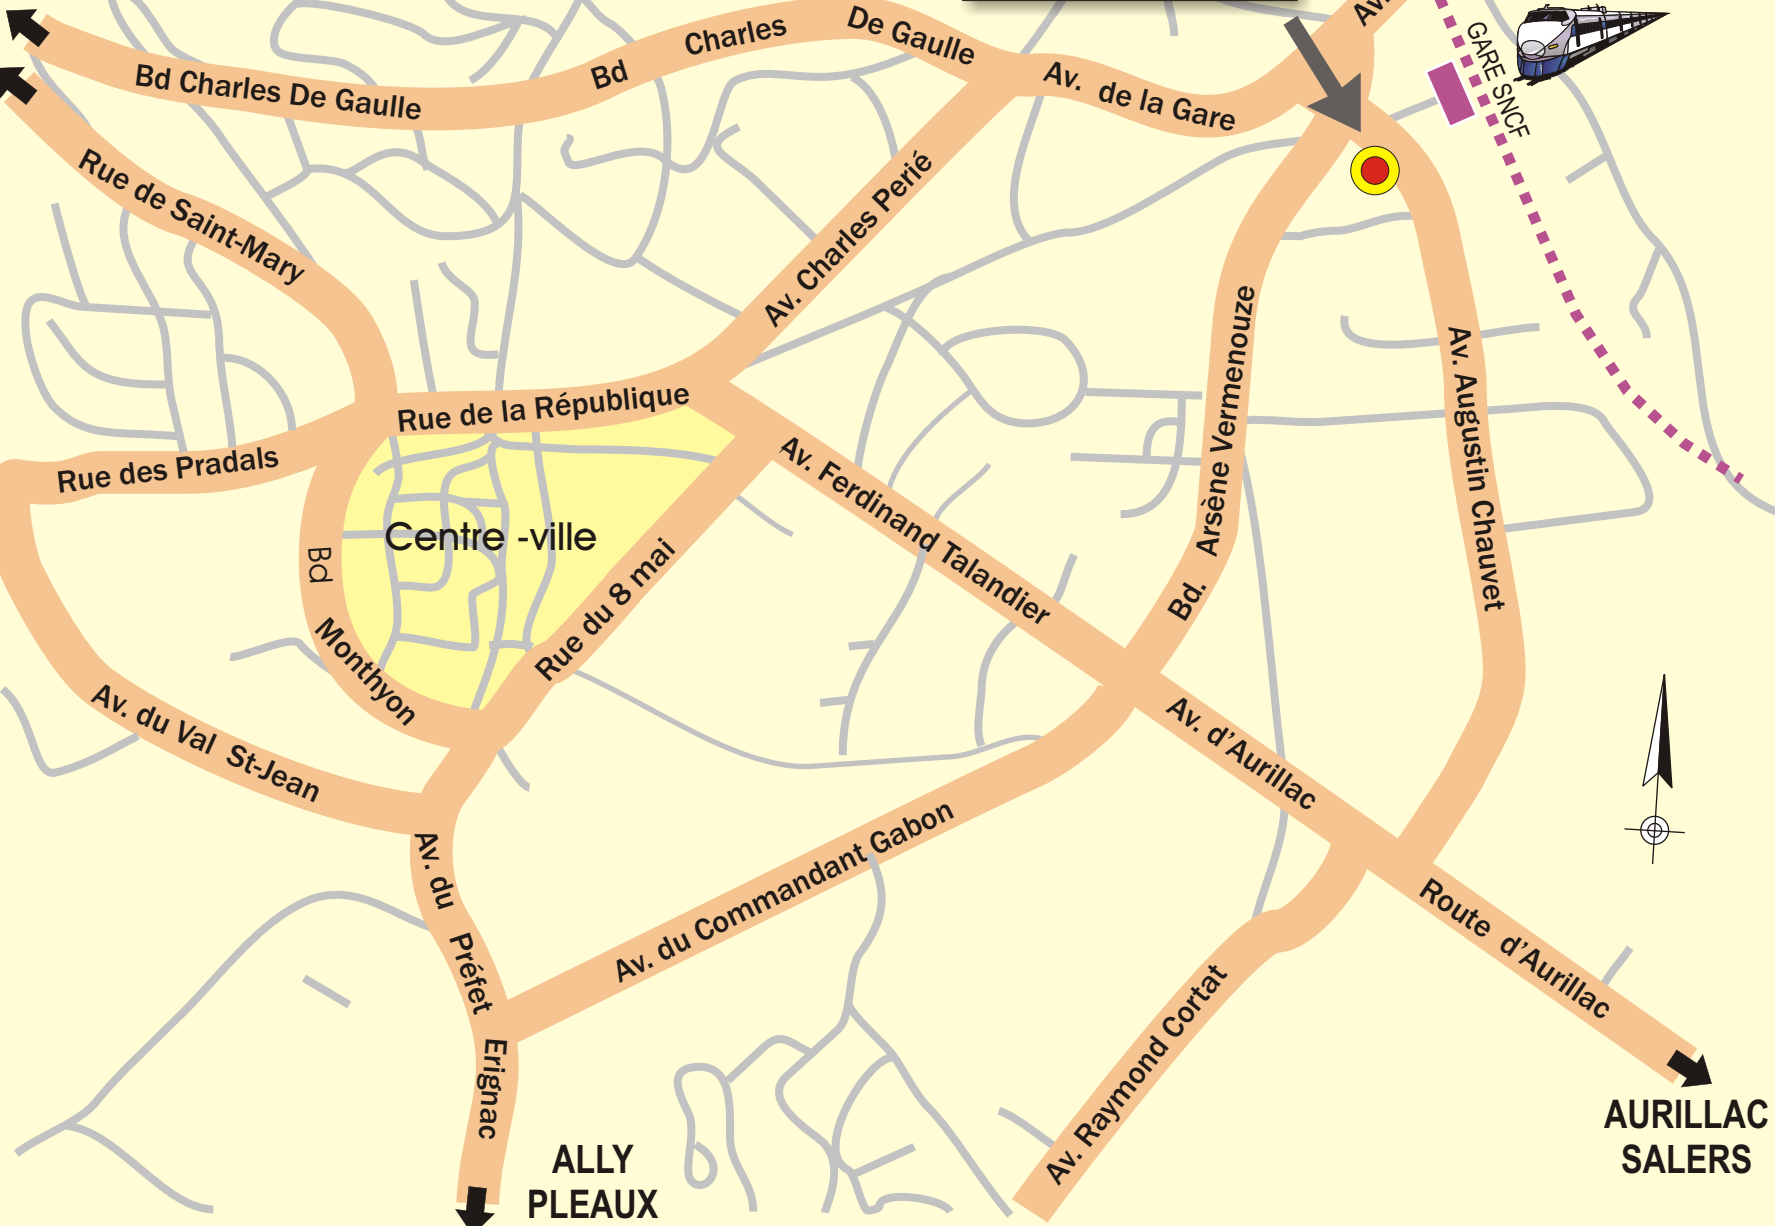 Bd Charles De Gaulle
Bd Charles De Gaulle
Av. de la Gare
Av.
GARE SNCF
Rue de Saint-Mary
Av. Charles Perié
Rue de la République
Rue des Pradals
Centre -ville
Bd Monthyon
Rue du 8 mai
Av. Ferdinand Talandier
Bd. Arsène Vermenouze
Av. Augustin Chauvet
Av. du Val St-Jean
Av. d'Aurillac
Av. du Commandant Gabon
Route d'Aurillac
Av. du Préfet Erignac
Av. Raymond Cortat
AURILLAC
SALERS
ALLY
PLEAUX